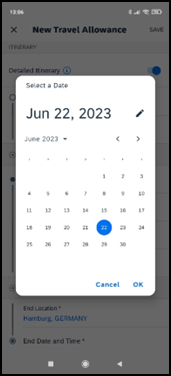 13:06
New Travel Allowance SAVE
ITINERARY
Detailed Itinerary
Select a Date
Jun 22, 2023
June 2023
1 2 3
4 5 6 7 8 9 10
11 12 13 14 15 16 17
18 19 20 21 22 23 24
25 26 27 28 29 30
Cancel OK
End Location *
Hamburg, GERMANY
End Date and Time *